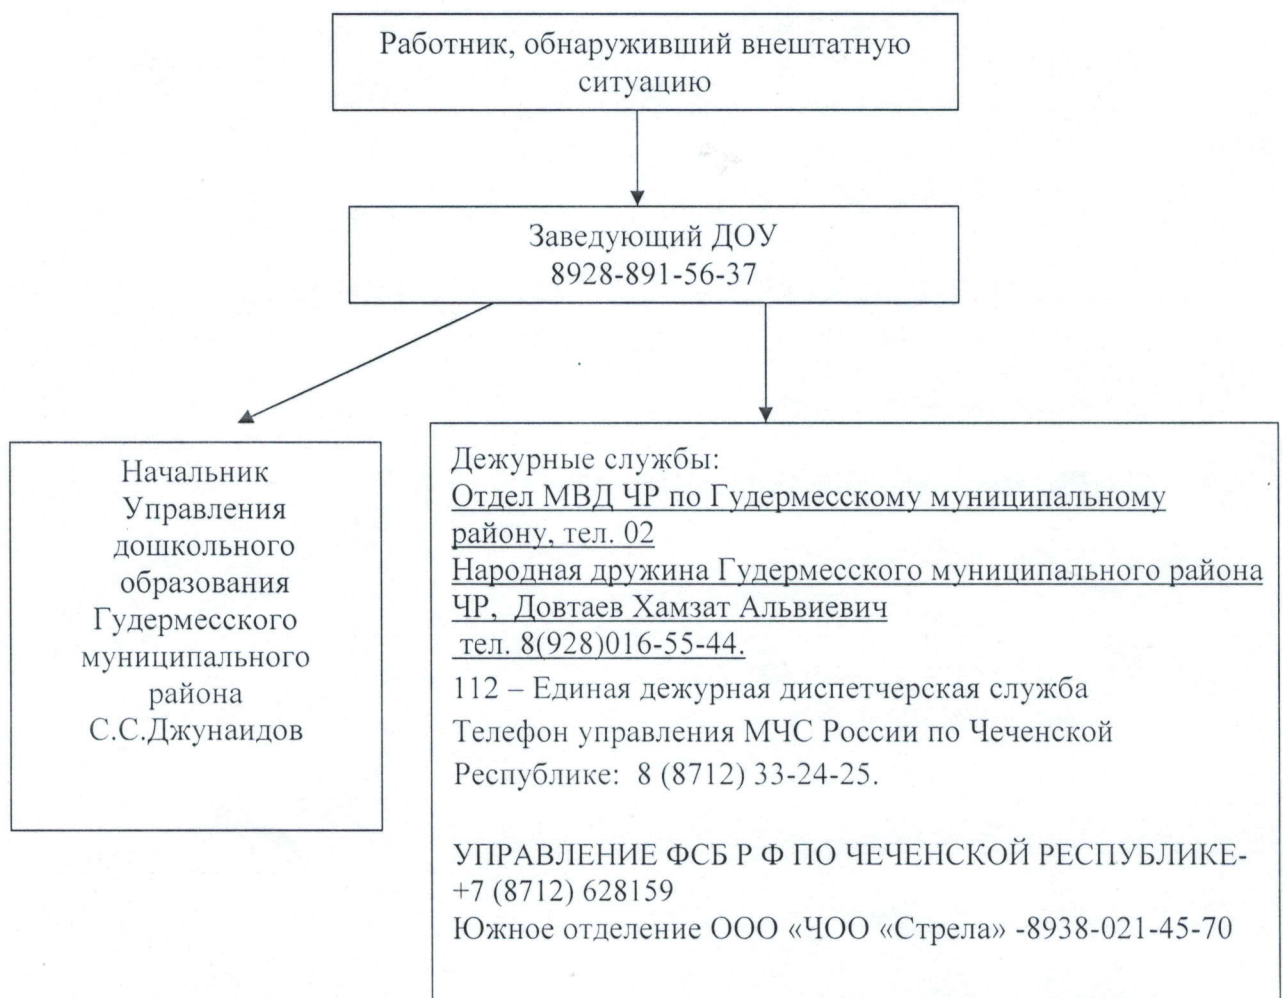 Работник, обнаруживший внештатную
ситуацию
Заведующий ДОУ
8928-891-56-37
Начальник
Управления
дошкольного
образования
Гудермесского
муниципального
района
С.С.Джунаидов
Дежурные службы:
Отдел МВД ЧР по Гудермесскому муниципальному
району, тел. 02
Народная дружина Гудермесского муниципального района
ЧР, Довтаев Хамзат Альвиевич
тел. 8(928)016-55-44.
112 – Единая дежурная диспетчерская служба
Телефон управления МЧС России по Чеченской
Республике: 8 (8712) 33-24-25.
УПРАВЛЕНИЕ ФСБ Р Ф ПО ЧЕЧЕНСКОЙ РЕСПУБЛИКЕ-
+7 (8712) 628159
Южное отделение ООО «ЧОО «Стрела» -8938-021-45-70